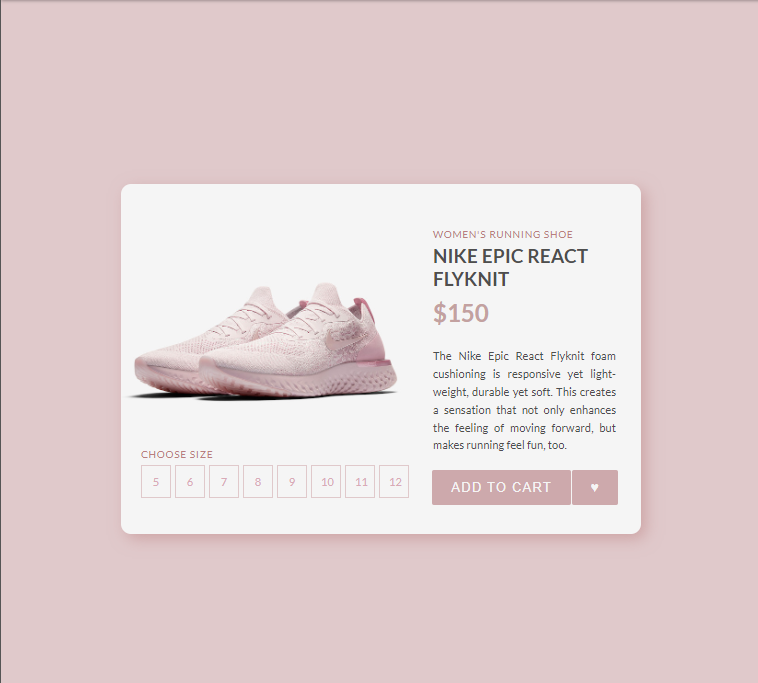 WOMEN'S RUNNING SHOE
NIKE EPIC REACT
FLYKNIT
$150
The Nike Epic React Flyknit foam
cushioning is responsive yet light-
weight, durable yet soft. This creates
a sensation that not only enhances
the feeling of moving forward, but
makes running feel fun, too.
CHOOSE SIZE
5 6 7 8 9 10 11 12
ADD TO CART ♥